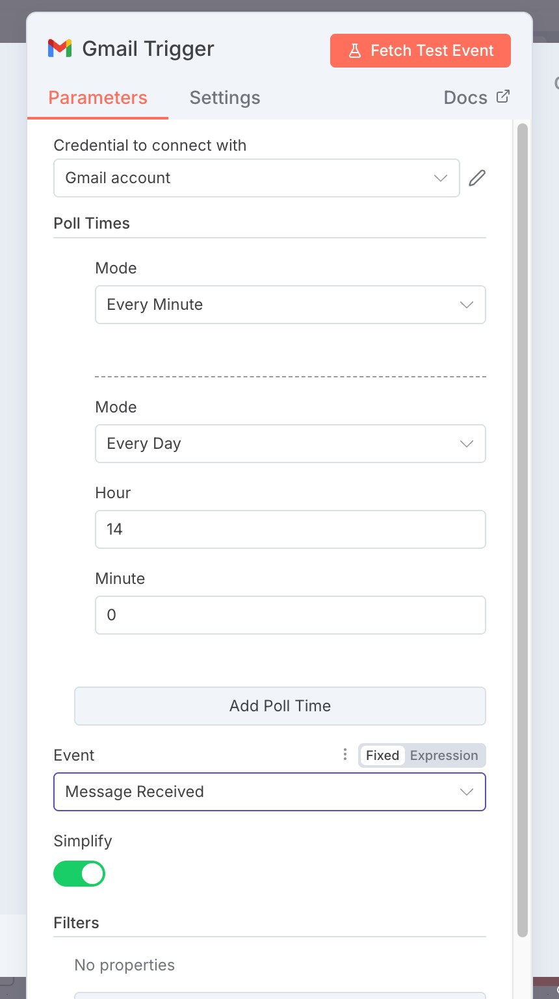 Gmail Trigger
Fetch Test Event
Parameters
Settings
Docs
Credential to connect with
Gmail account
Poll Times
Mode
Every Minute
Mode
Every Day
Hour
14
Minute
0
Add Poll Time
Event
Fixed
Expression
Message Received
Simplify
Filters
No properties